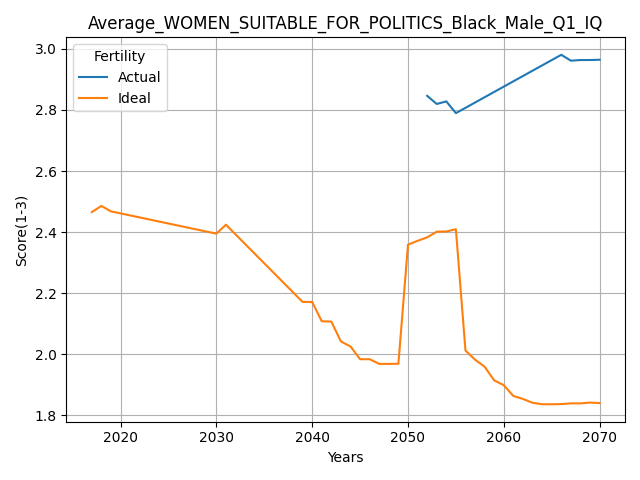 Average_WOMEN_SUITABLE_FOR_POLITICS_Black_Male_Q1_IQ
Fertility
Actual
Ideal
Score(1-3)
3.0
2.8
2.6
2.4
2.2
2.0
1.8
2020 2030 2040 2050 2060 2070
Years